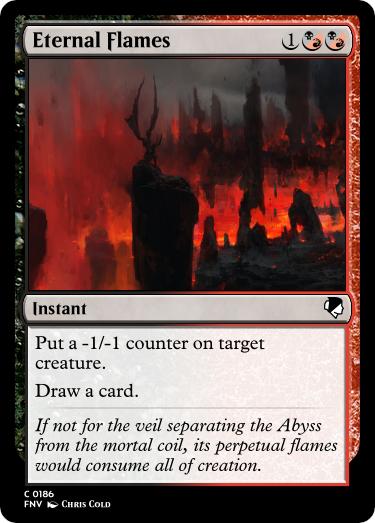 Eternal Flames 1
Instant
Put a -1/-1 counter on target
creature.
Draw a card.
If not for the veil separating the Abyss
from the mortal coil, its perpetual flames
would consume all of creation.
C 0186
FNV Chris Cold